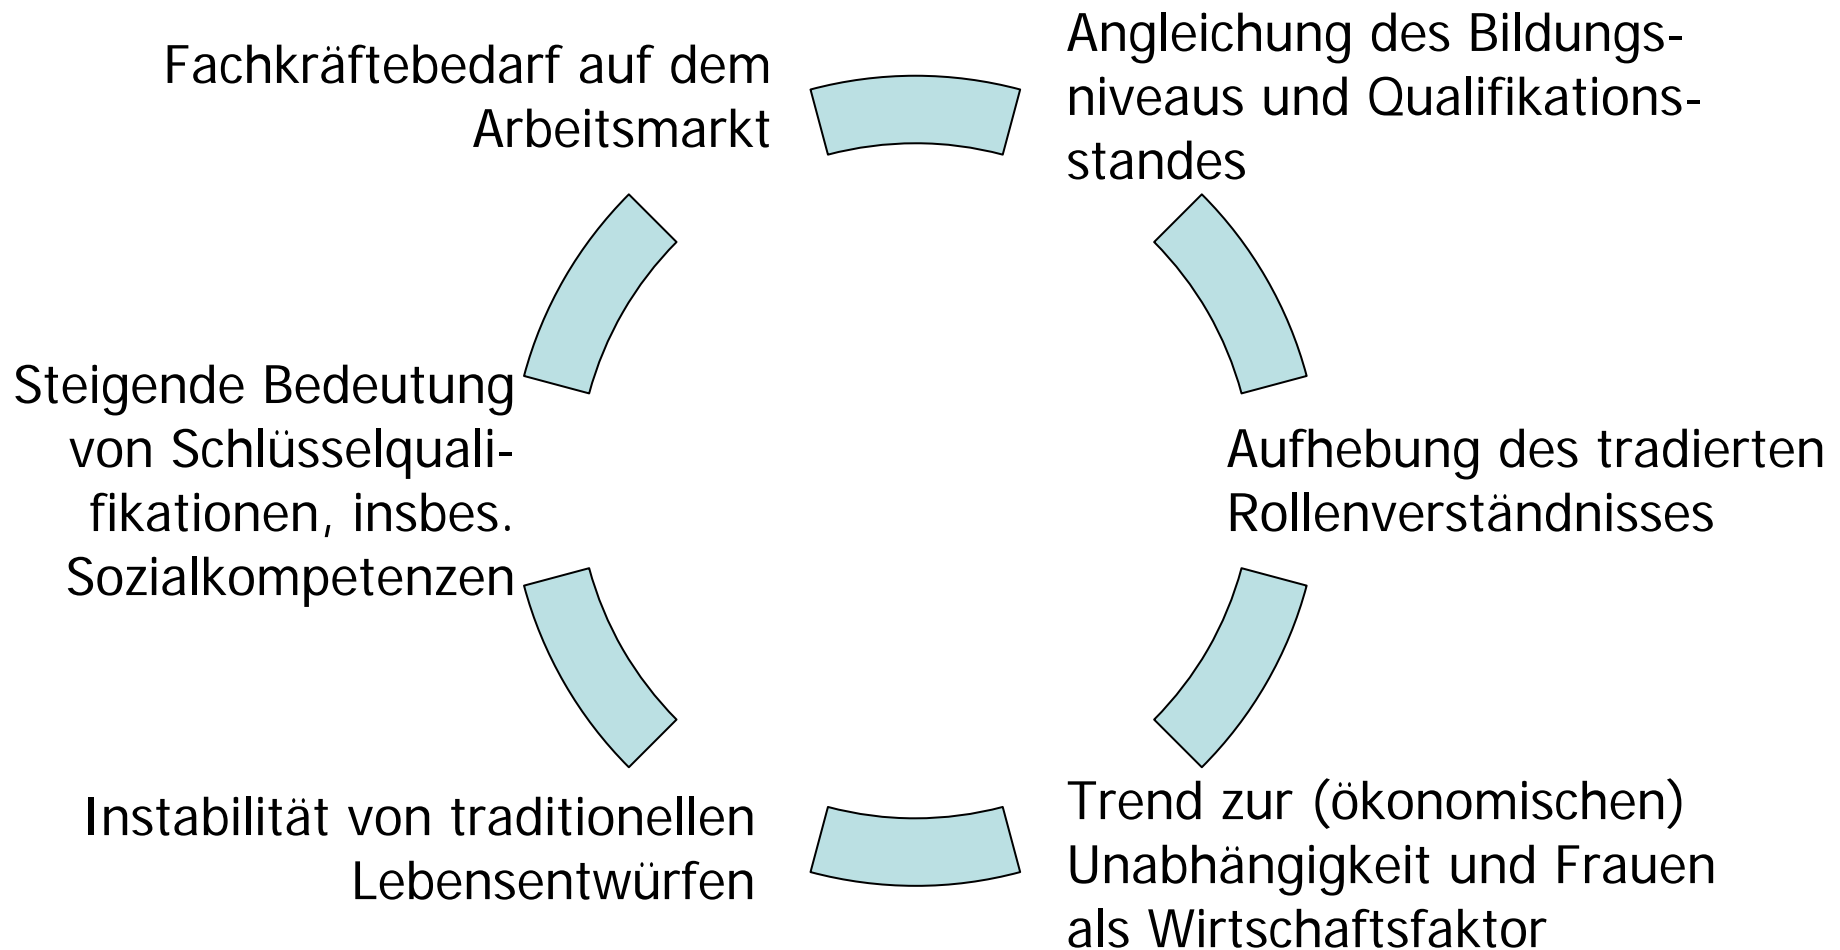 Fachkräftebedarf auf dem
Arbeitsmarkt
Angleichung des Bildungs-
niveaus und Qualifikations-
standes
Aufhebung des tradierten
Rollenverständnisses
Trend zur (ökonomischen)
Unabhängigkeit und Frauen
als Wirtschaftsfaktor
Instabilität von traditionellen
Lebensentwürfen
Steigende Bedeutung
von Schlüsselquali-
fikationen, insbes.
Sozialkompetenzen